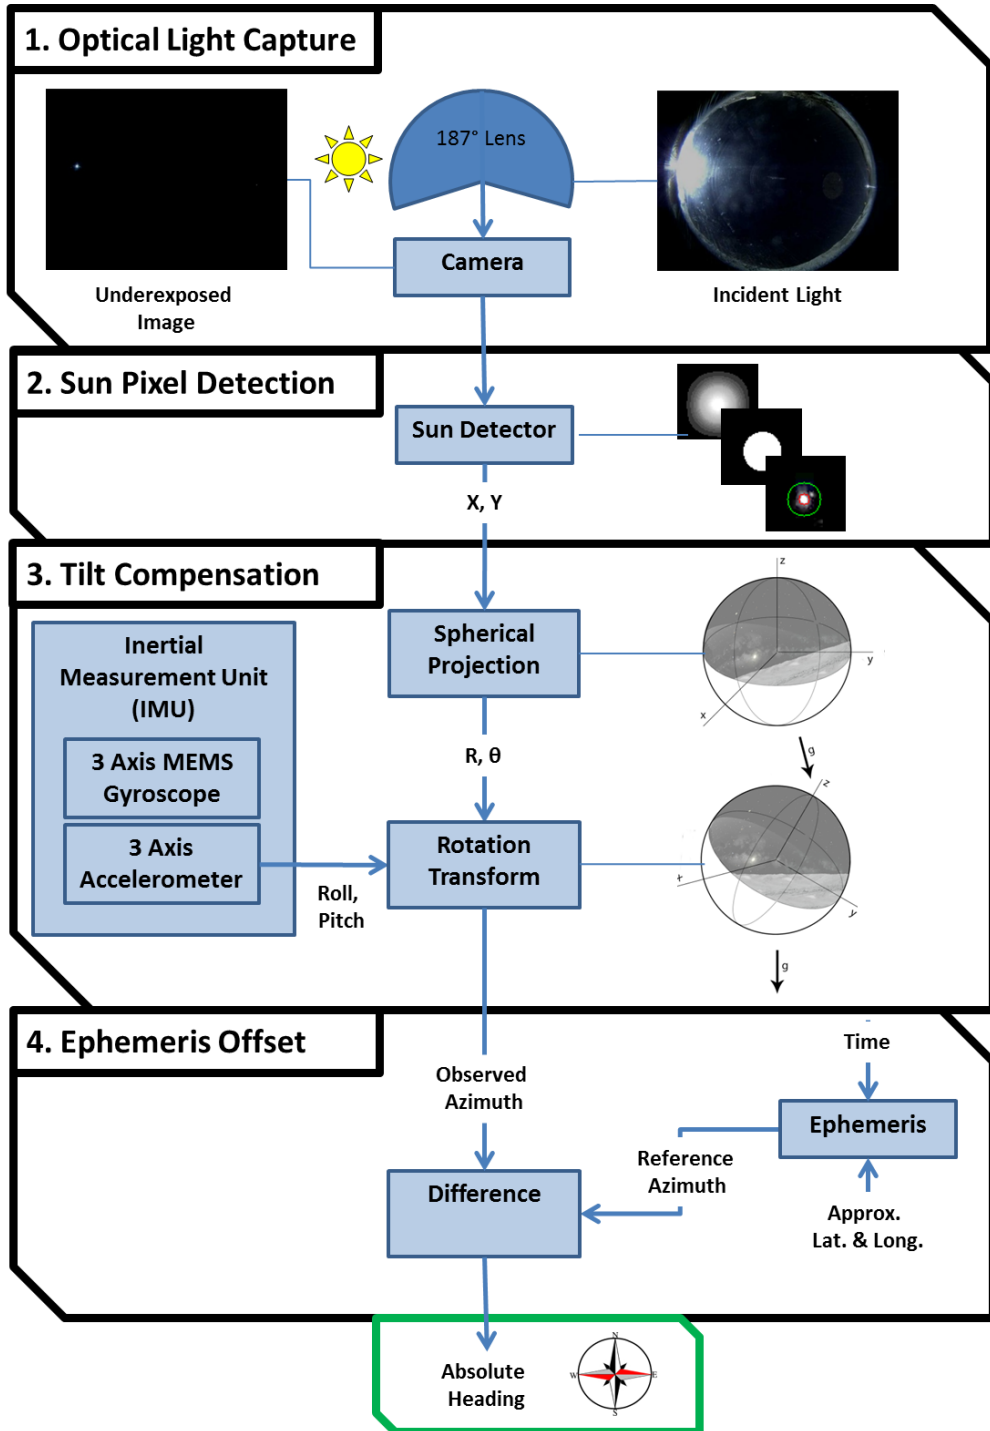 1. Optical Light Capture
187° Lens
Camera
Underexposed
Image
Incident Light
2. Sun Pixel Detection
Sun Detector
X, Y
3. Tilt Compensation
Inertial
Measurement Unit
(IMU)
3 Axis MEMS
Gyroscope
3 Axis
Accelerometer
Roll,
Pitch
Spherical
Projection
R, θ
Rotation
Transform
z
y
x
g
z
x
y
g
4. Ephemeris Offset
Time
Observed
Azimuth
Ephemeris
Reference
Azimuth
Difference
Approx.
Lat. & Long.
Absolute
Heading
N
W
E
S